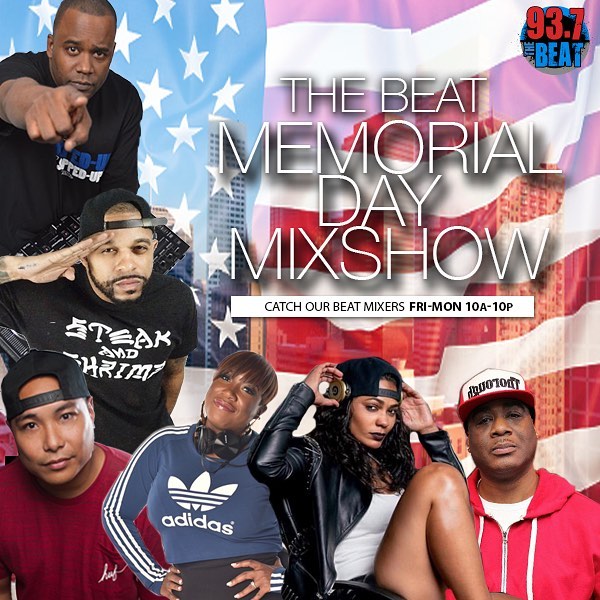 93.7
THE BEAT
THE BEAT
MEMORIAL
DAY
MIXSHOW
CATCH OUR BEAT MIXERS FRI-MON 10A-10P
STEAK
AND
SHRIMP
adidas
huf